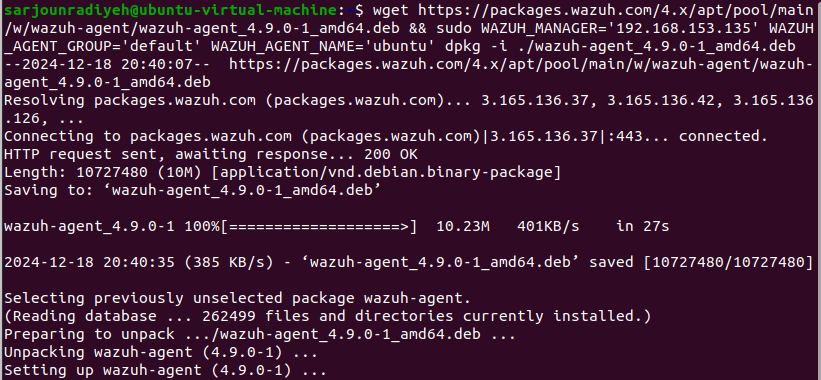 sarjounradiyeh@ubuntu-virtual-machine:~$ wget https://packages.wazuh.com/4.x/apt/pool/main
/w/wazuh-agent/wazuh-agent_4.9.0-1_amd64.deb && sudo WAZUH_MANAGER='192.168.153.135' WAZUH
_AGENT_GROUP='default' WAZUH_AGENT_NAME='ubuntu' dpkg -i ./wazuh-agent_4.9.0-1_amd64.deb
--2024-12-18 20:40:07--  https://packages.wazuh.com/4.x/apt/pool/main/w/wazuh-agent/wazuh-
agent_4.9.0-1_amd64.deb
Resolving packages.wazuh.com (packages.wazuh.com)... 3.165.136.37, 3.165.136.42, 3.165.136
.126, ...
Connecting to packages.wazuh.com (packages.wazuh.com)|3.165.136.37|:443... connected.
HTTP request sent, awaiting response... 200 OK
Length: 10727480 (10M) [application/vnd.debian.binary-package]
Saving to: ‘wazuh-agent_4.9.0-1_amd64.deb’

wazuh-agent_4.9.0-1 100%[===================>]  10.23M   401KB/s    in 27s

2024-12-18 20:40:35 (385 KB/s) - ‘wazuh-agent_4.9.0-1_amd64.deb’ saved [10727480/10727480]

Selecting previously unselected package wazuh-agent.
(Reading database ... 262499 files and directories currently installed.)
Preparing to unpack .../wazuh-agent_4.9.0-1_amd64.deb ...
Unpacking wazuh-agent (4.9.0-1) ...
Setting up wazuh-agent (4.9.0-1) ...